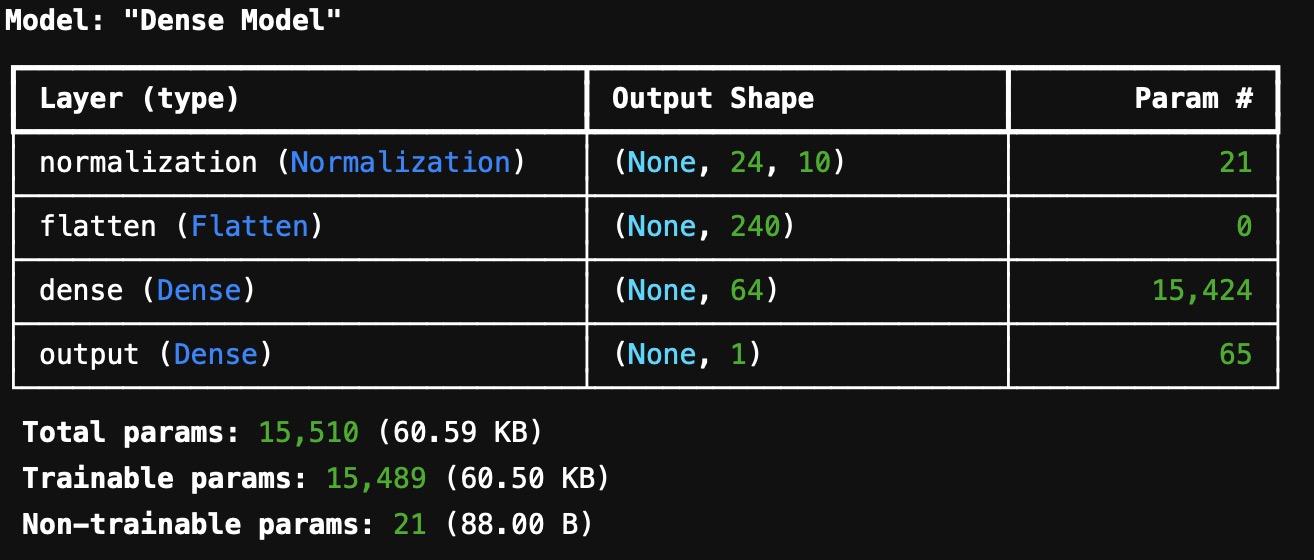 Model: "Dense Model"
Layer (type) Output Shape Param #
normalization (Normalization) (None, 24, 10) 21
flatten (Flatten) (None, 240) 0
dense (Dense) (None, 64) 15,424
output (Dense) (None, 1) 65
Total params: 15,510 (60.59 KB)
Trainable params: 15,489 (60.50 KB)
Non-trainable params: 21 (88.00 B)